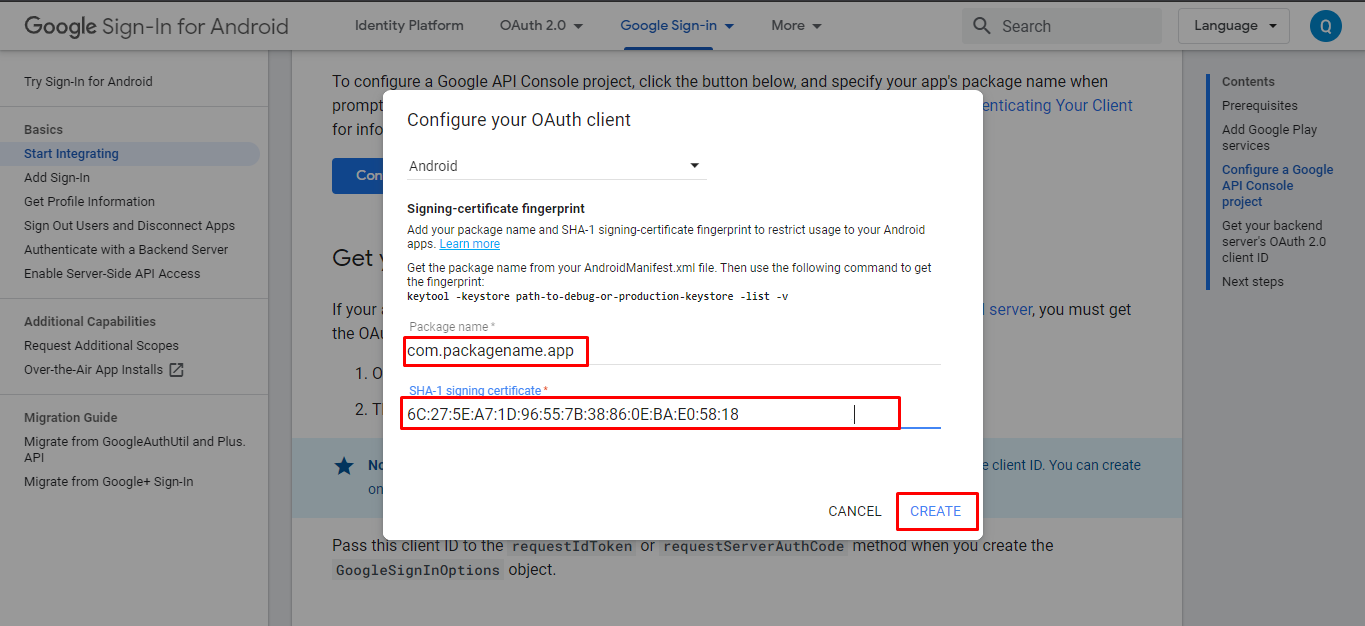 Google Sign-In for Android
Identity Platform
OAuth 2.0
Google Sign-in
More
Search
Language
Q
Try Sign-In for Android
Basics
Start Integrating
Add Sign-In
Get Profile Information
Sign Out Users and Disconnect Apps
Authenticate with a Backend Server
Enable Server-Side API Access
Additional Capabilities
Request Additional Scopes
Over-the-Air App Installs
Migration Guide
Migrate from GoogleAuthUtil and Plus.
API
Migrate from Google+ Sign-In
To configure a Google API Console project, click the button below, and specify your app's package name when
prompt
enticating Your Client
for info
Con
Get y
If your a
server, you must get
the OAu
1. O
2. T
No
e client ID. You can create
on
Pass this client ID to the requestIdToken or requestServerAuthCode method when you create the
GoogleSignInOptions object.
Configure your OAuth client
Android
Signing-certificate fingerprint
Add your package name and SHA-1 signing-certificate fingerprint to restrict usage to your Android
apps. Learn more
Get the package name from your AndroidManifest.xml file. Then use the following command to get
the fingerprint:
keytool -keystore path-to-debug-or-production-keystore -list -v
Package name *
com.packagename.app
SHA-1 signing certificate *
6C:27:5E:A7:1D:96:55:7B:38:86:0E:BA:E0:58:18
CANCEL
CREATE
Contents
Prerequisites
Add Google Play
services
Configure a Google
API Console
project
Get your backend
server's OAuth 2.0
client ID
Next steps